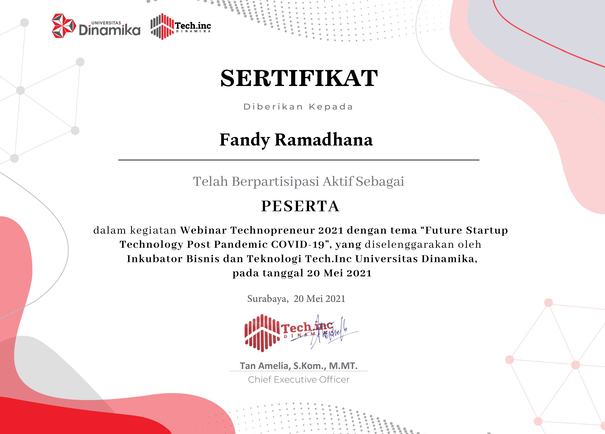 UNIVERSITAS
Dinamika
Tech.inc
DINAMIKA
SERTIFIKAT
Diberikan Kepada
Fandy Ramadhana
Telah Berpartisipasi Aktif Sebagai
PESERTA
dalam kegiatan Webinar Technopreneur 2021 dengan tema “Future Startup
Technology Post Pandemic COVID-19”, yang diselenggarakan oleh
Inkubator Bisnis dan Teknologi Tech.Inc Universitas Dinamika,
pada tanggal 20 Mei 2021
Surabaya, 20 Mei 2021
Tech.inc
DINAMIKA
Tan Amelia, S.Kom., M.MT.
Chief Executive Officer